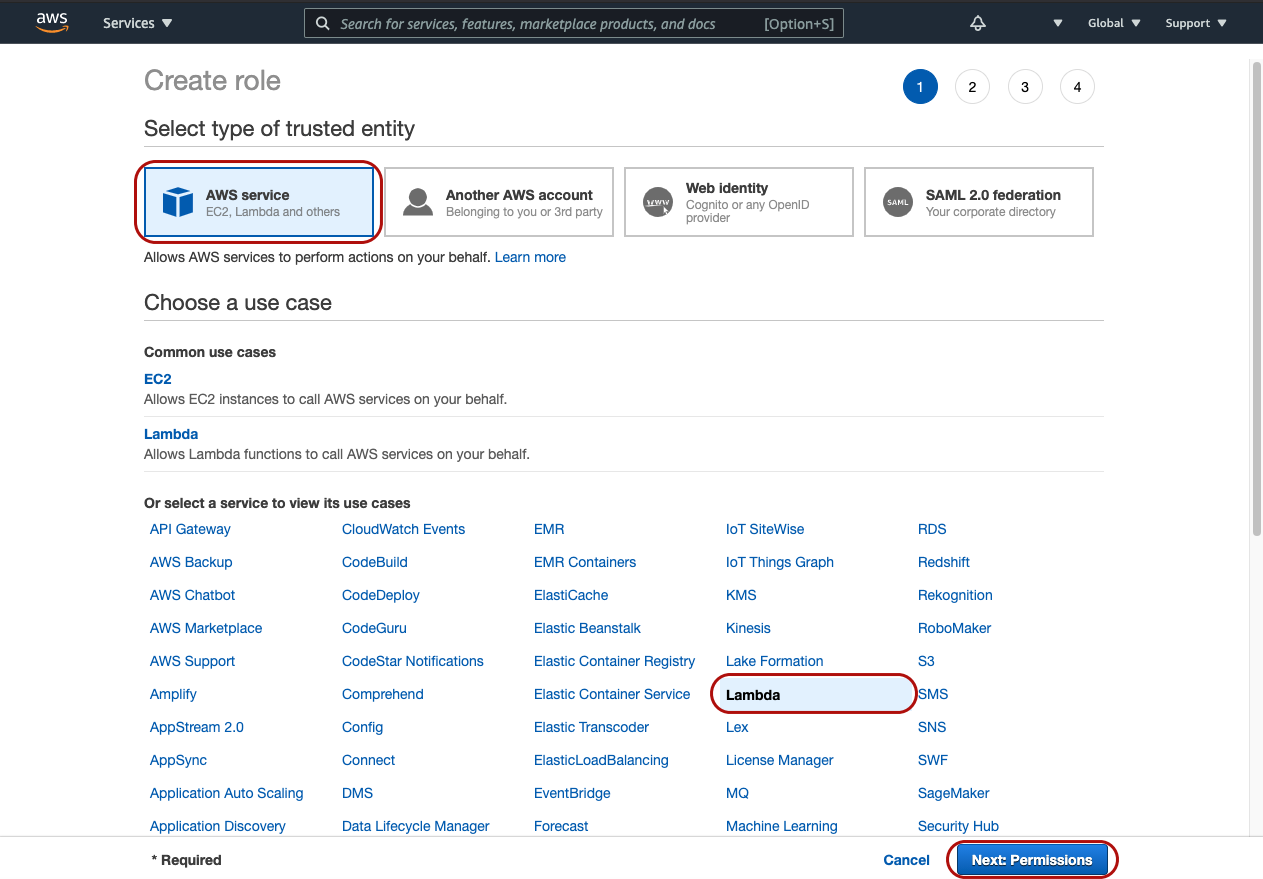 aws Services Search for services, features, marketplace products, and docs [Option+S] Global Support
Create role
1 2 3 4
Select type of trusted entity
AWS service
EC2, Lambda and others
Another AWS account
Belonging to you or 3rd party
www
Web identity
Cognito or any OpenID
provider
SAML
SAML 2.0 federation
Your corporate directory
Allows AWS services to perform actions on your behalf. Learn more
Choose a use case
Common use cases
EC2
Allows EC2 instances to call AWS services on your behalf.
Lambda
Allows Lambda functions to call AWS services on your behalf.
Or select a service to view its use cases
API Gateway CloudWatch Events EMR IoT SiteWise RDS
AWS Backup CodeBuild EMR Containers IoT Things Graph Redshift
AWS Chatbot CodeDeploy ElastiCache KMS Rekognition
AWS Marketplace CodeGuru Elastic Beanstalk Kinesis RoboMaker
AWS Support CodeStar Notifications Elastic Container Registry Lake Formation S3
Amplify Comprehend Elastic Container Service Lambda SMS
AppStream 2.0 Config Elastic Transcoder Lex SNS
AppSync Connect ElasticLoadBalancing License Manager SWF
Application Auto Scaling DMS EventBridge MQ SageMaker
Application Discovery Data Lifecycle Manager Forecast Machine Learning Security Hub
* Required Cancel Next: Permissions